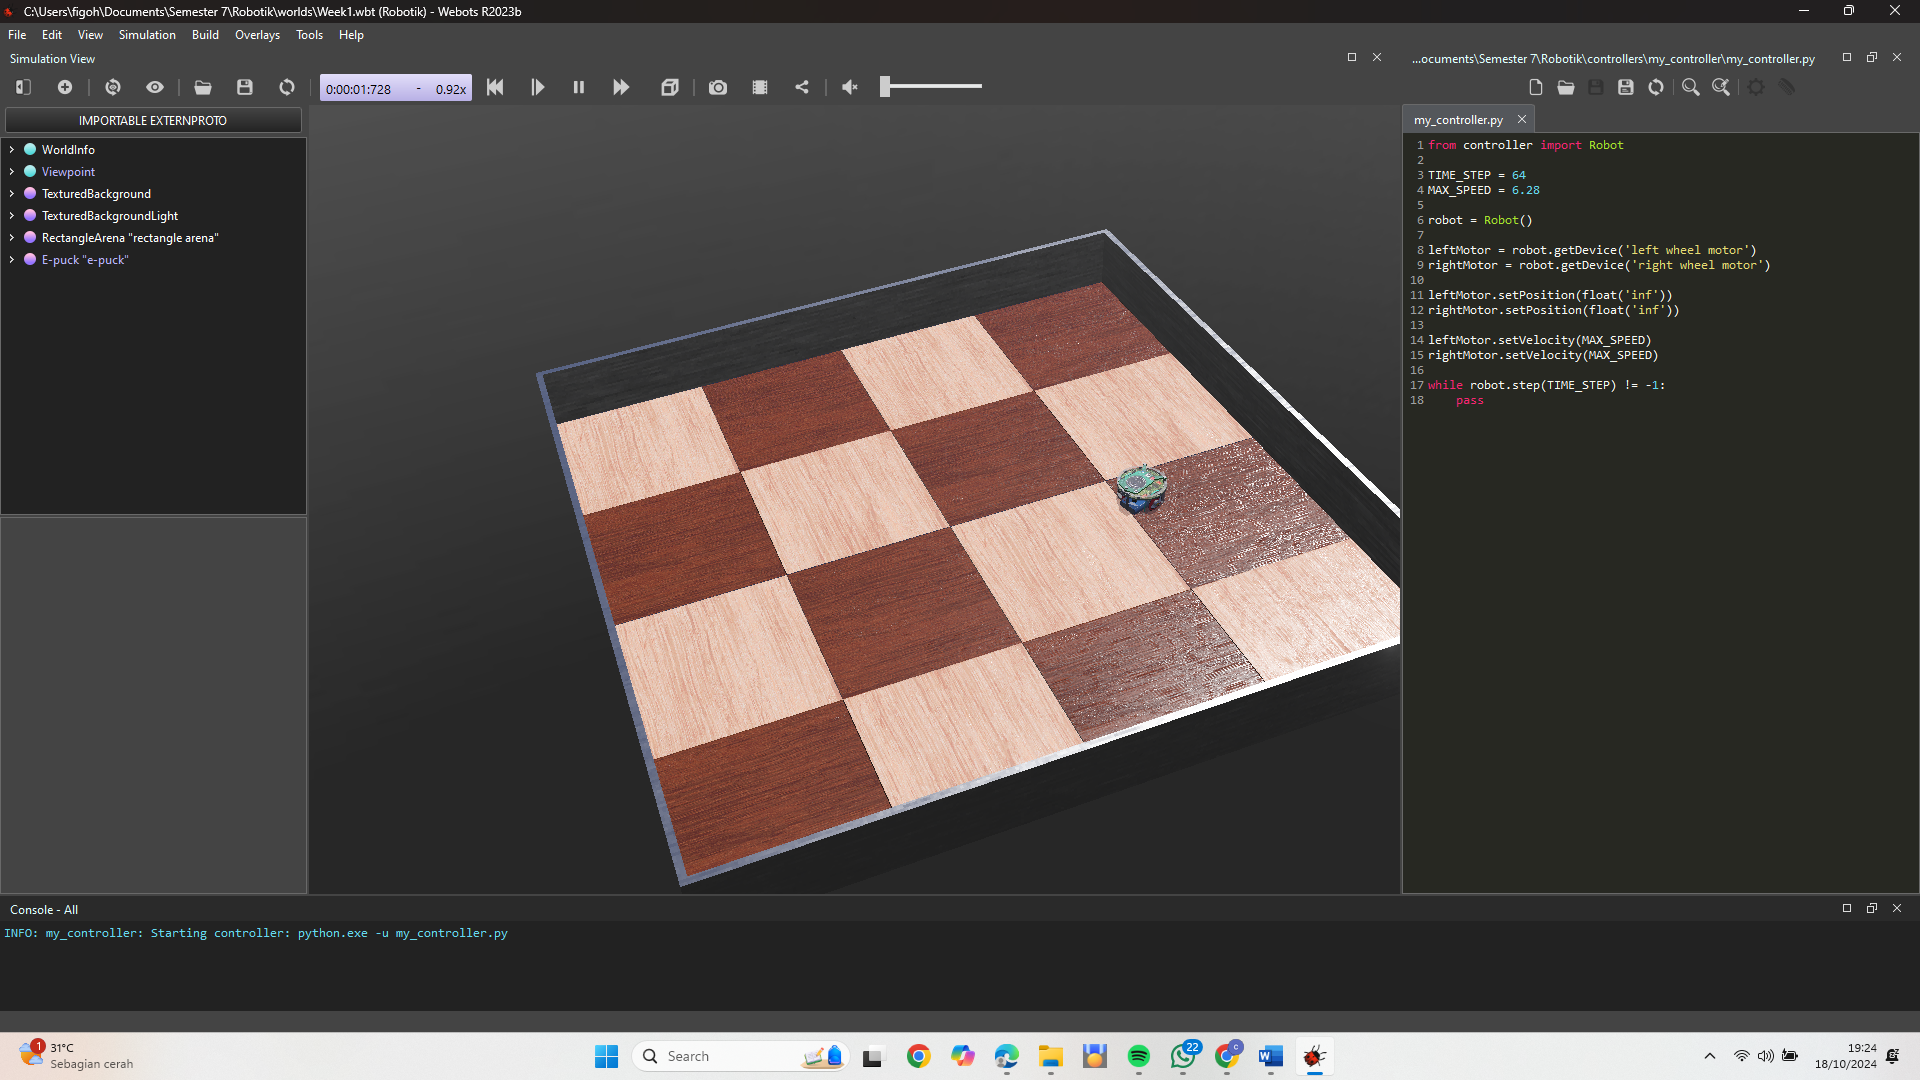 C:\Users\figoh\Documents\Semester 7\Robotik\worlds\Week1.wbt (Robotik) - Webots R2023b
File Edit View Simulation Build Overlays Tools Help
Simulation View
0:00:01:728 - 0.92x
IMPORTABLE EXTERNPROTO
WorldInfo
Viewpoint
TexturedBackground
TexturedBackgroundLight
RectangleArena "rectangle arena"
E-puck "e-puck"
...ocuments\Semester 7\Robotik\controllers\my_controller\my_controller.py
my_controller.py
1 from controller import Robot
2
3 TIME_STEP = 64
4 MAX_SPEED = 6.28
5
6 robot = Robot()
7
8 leftMotor = robot.getDevice('left wheel motor')
9 rightMotor = robot.getDevice('right wheel motor')
10
11 leftMotor.setPosition(float('inf'))
12 rightMotor.setPosition(float('inf'))
13
14 leftMotor.setVelocity(MAX_SPEED)
15 rightMotor.setVelocity(MAX_SPEED)
16
17 while robot.step(TIME_STEP) != -1:
18     pass
Console - All
INFO: my_controller: Starting controller: python.exe -u my_controller.py
1
31°C
Sebagian cerah
Search
22
C
19:24
18/10/2024